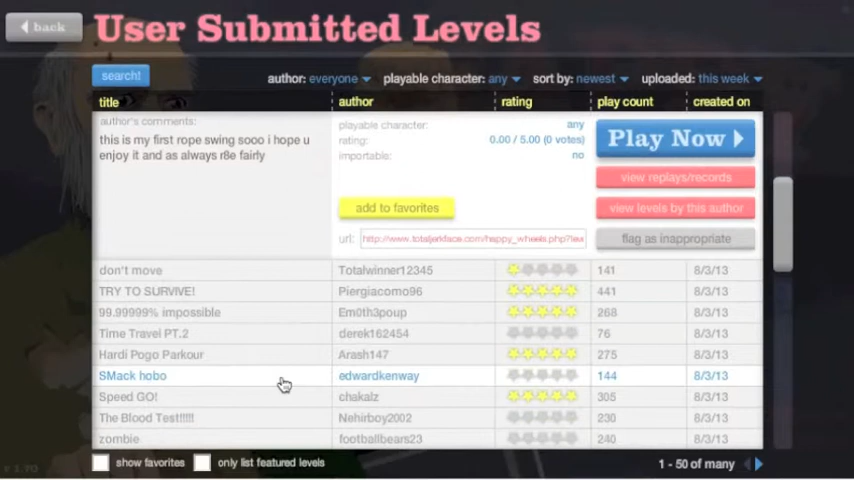 back
User Submitted Levels
search!
author: everyone playable character: any sort by: newest uploaded: this week
title author rating play count created on
author's comments:
this is my first rope swing sooo i hope u
enjoy it and as always r8e fairly
playable character: any
rating: 0.00 / 5.00 (0 votes)
importable: no
add to favorites
url: http://www.totaljerkface.com/happy_wheels.php?lev
Play Now
view replays/records
view levels by this author
flag as inappropriate
don't move Totalwinner12345 141 8/3/13
TRY TO SURVIVE! Piergiacomo96 441 8/3/13
99.99999% impossible Em0th3poup 268 8/3/13
Time Travel PT.2 derek162454 76 8/3/13
Hardi Pogo Parkour Arash147 275 8/3/13
SMack hobo edwardkenway 144 8/3/13
Speed GO! chakalz 305 8/3/13
The Blood Test!!!!! Nehirboy2002 230 8/3/13
zombie footballbears23 240 8/3/13
show favorites only list featured levels 1 - 50 of many
v 1.70